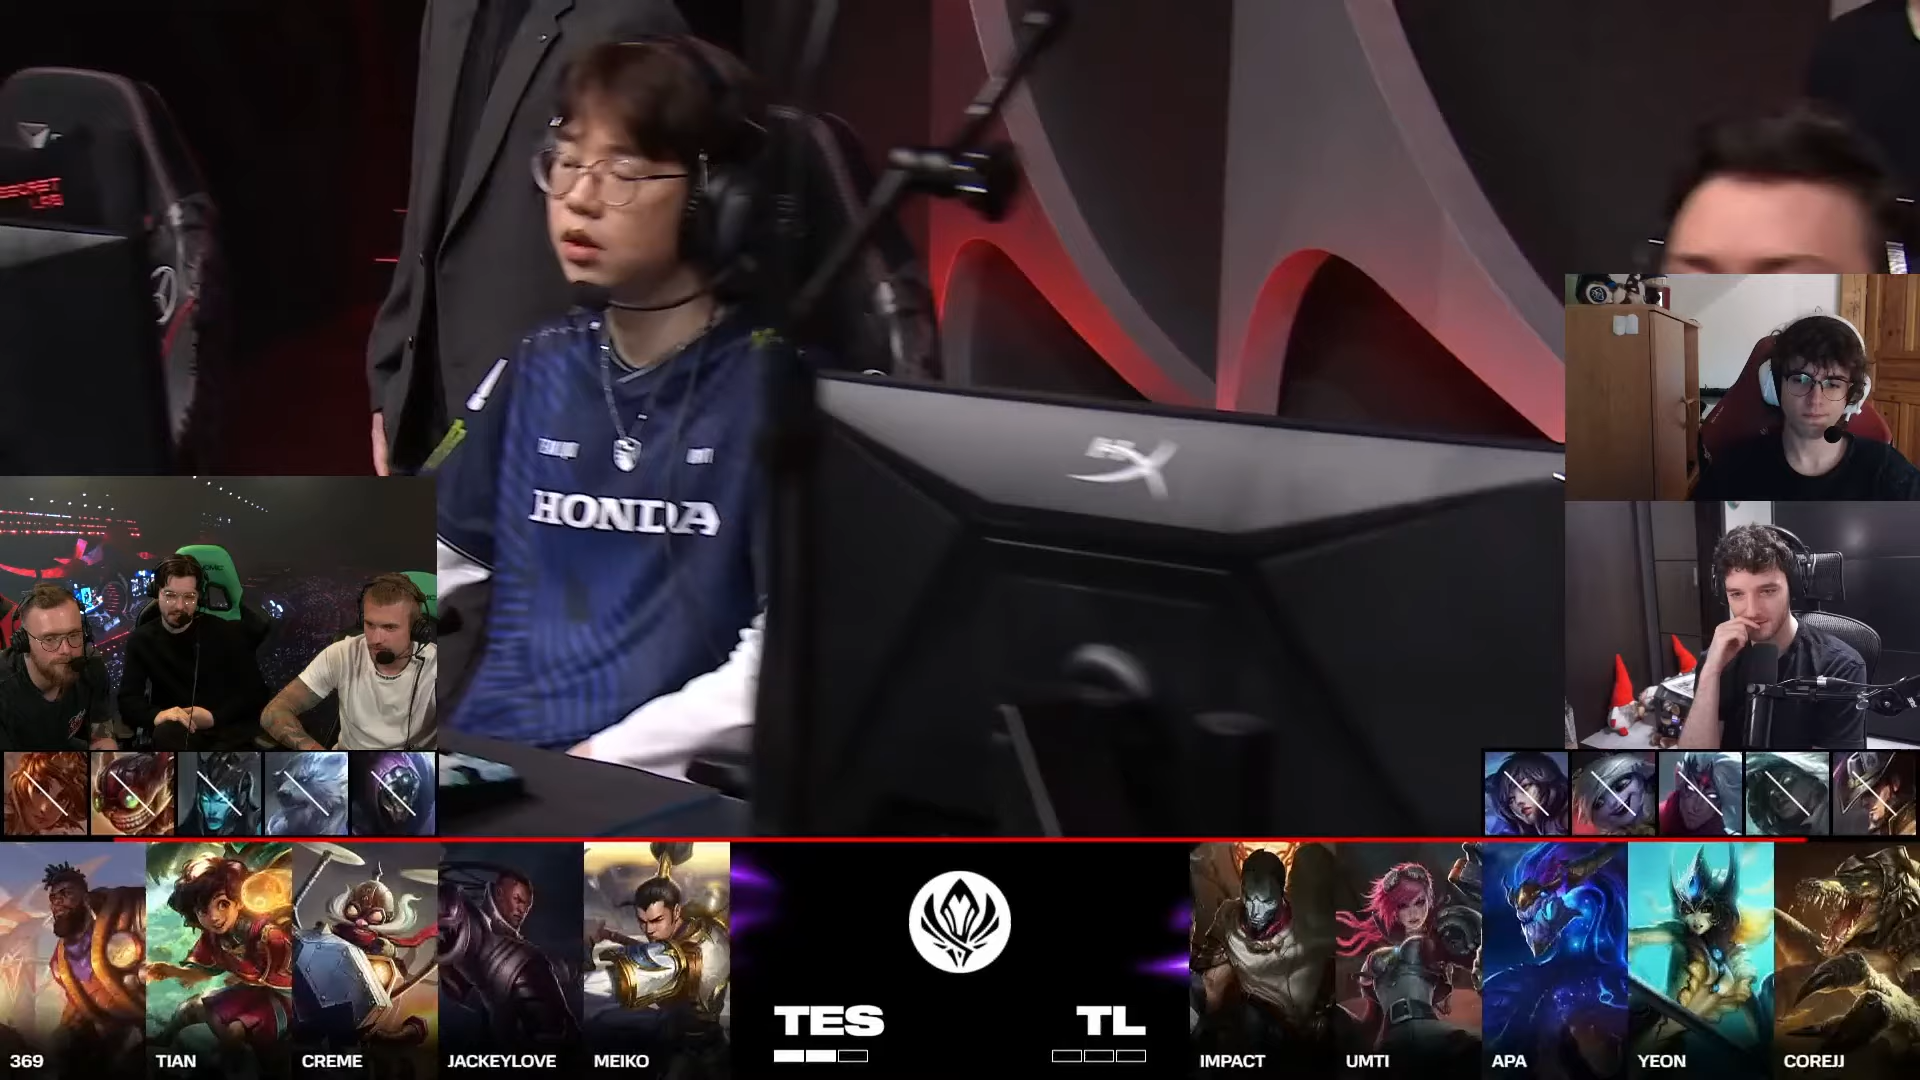 HONDA
TES
TL
369
TIAN
CREME
JACKEYLOVE
MEIKO
IMPACT
UMTI
APA
YEON
COREJJ